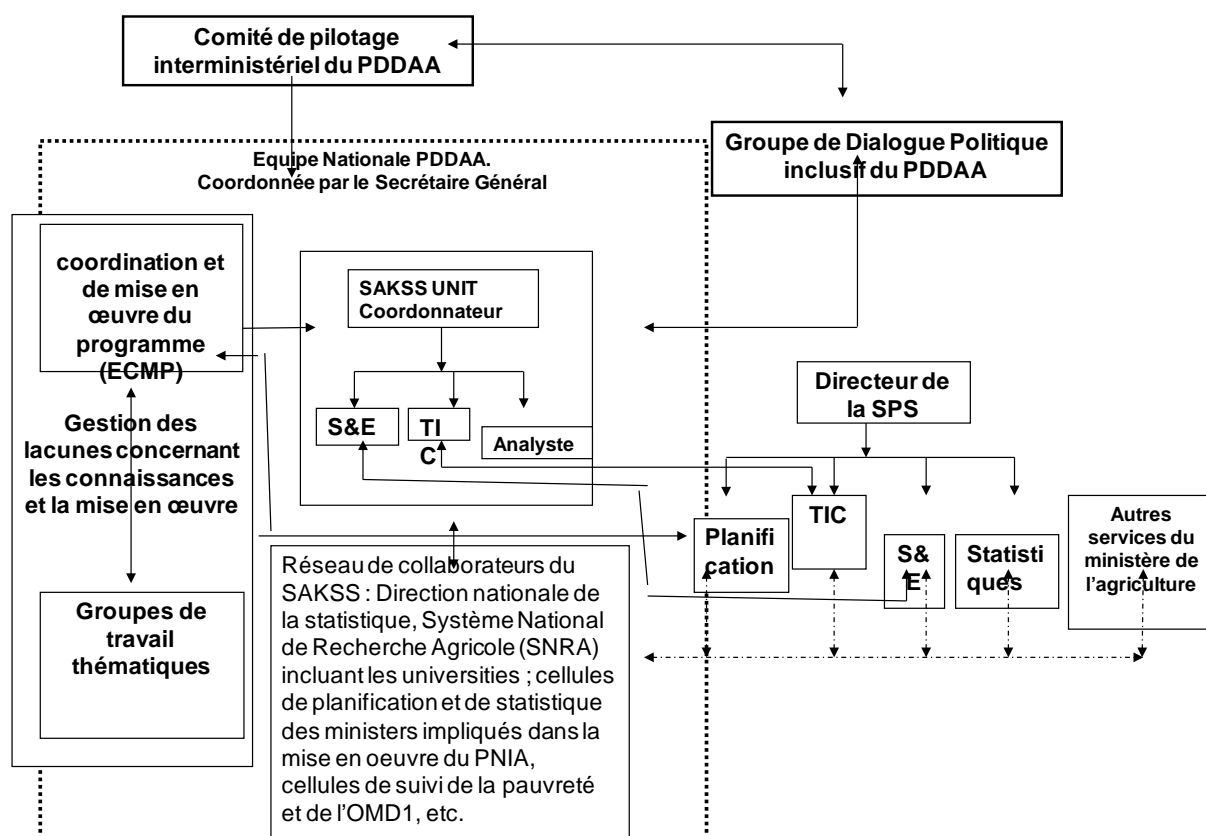 Comité de pilotage
interministériel du PDDAA
Groupe de Dialogue Politique
inclusif du PDDAA
Equipe Nationale PDDAA.
Coordonnée par le Secrétaire Général
coordination et
de mise en
œuvre du
programme
(ECMP)
Gestion des
lacunes concernant
les connaissances
et la mise en œuvre
Groupes de
travail
thématiques
SAKSS UNIT
Coordonnateur
S&E
TI
C
Analyste
Réseau de collaborateurs du
SAKSS : Direction nationale de
la statistique, Système National
de Recherche Agricole (SNRA)
incluant les universities ; cellules
de planification et de statistique
des ministers impliqués dans la
mise en oeuvre du PNIA,
cellules de suivi de la pauvreté
et de l'OMD1, etc.
Directeur de
la SPS
Planifi
cation
TIC
S&
E
Statisti
ques
Autres
services du
ministère de
l'agriculture